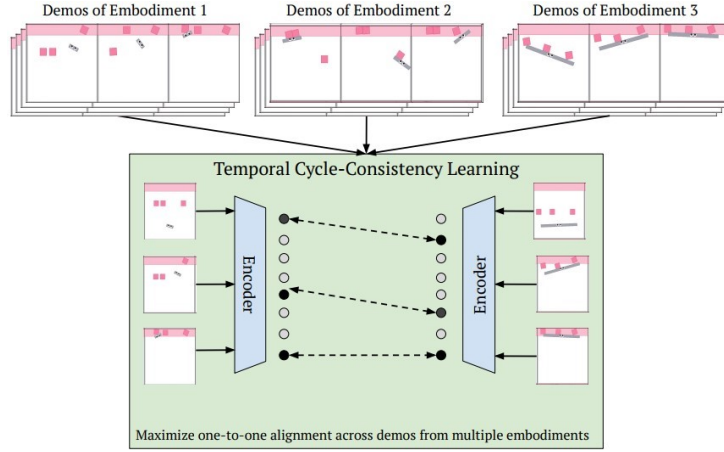 Demos of Embodiment 1
Demos of Embodiment 2
Demos of Embodiment 3
Temporal Cycle-Consistency Learning
Encoder
Encoder
Maximize one-to-one alignment across demos from multiple embodiments